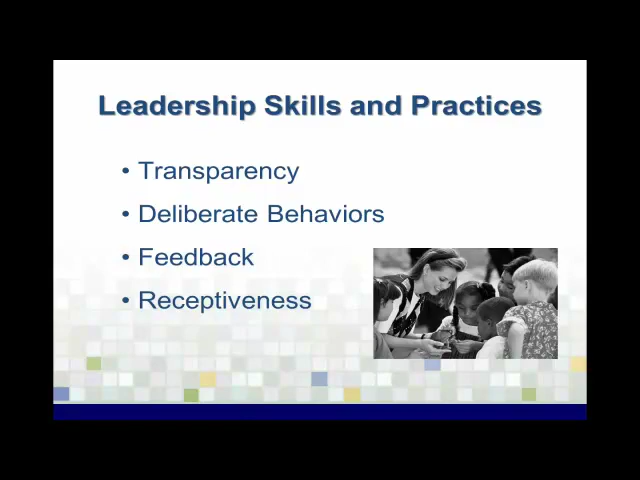 Leadership Skills and Practices
• Transparency
• Deliberate Behaviors
• Feedback
• Receptiveness